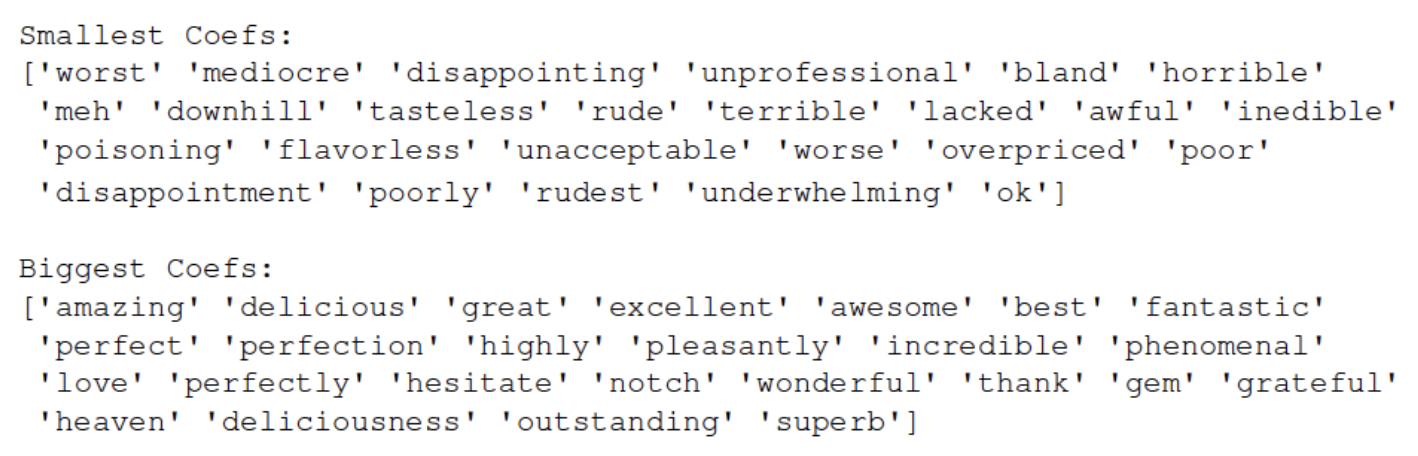 Smallest Coefs:
['worst' 'mediocre' 'disappointing' 'unprofessional' 'bland' 'horrible'
'meh' 'downhill' 'tasteless' 'rude' 'terrible' 'lacked' 'awful' 'inedible'
'poisoning' 'flavorless' 'unacceptable' 'worse' 'overpriced' 'poor'
'disappointment' 'poorly' 'rudest' 'underwhelming' 'ok']
Biggest Coefs:
['amazing' 'delicious' 'great' 'excellent' 'awesome' 'best' 'fantastic'
'perfect' 'perfection' 'highly' 'pleasantly' 'incredible' 'phenomenal'
'love' 'perfectly' 'hesitate' 'notch' 'wonderful' 'thank' 'gem' 'grateful'
'heaven' 'deliciousness' 'outstanding' 'superb']